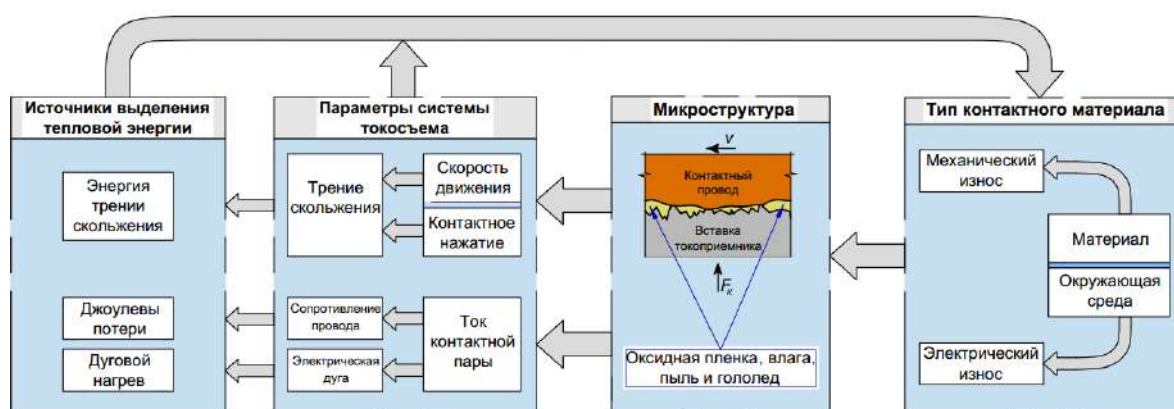 Источники выделения
тепловой энергии
Энергия
трении
скольжения
Джоулевы
потери
Дуговой
нагрев
Параметры системы
токосъема
Трение
скольжения
Скорость
движения
Контактное
нажатие
Сопротивление
провода
Электрическая
дуга
Ток
контактной
пары
Микроструктура
v
Контактный
провод
Вставка
токоприемника
Fк
Оксидная пленка, влага,
пыль и гололед
Тип контактного материала
Механический
износ
Материал
Окружающая
среда
Электрический
износ